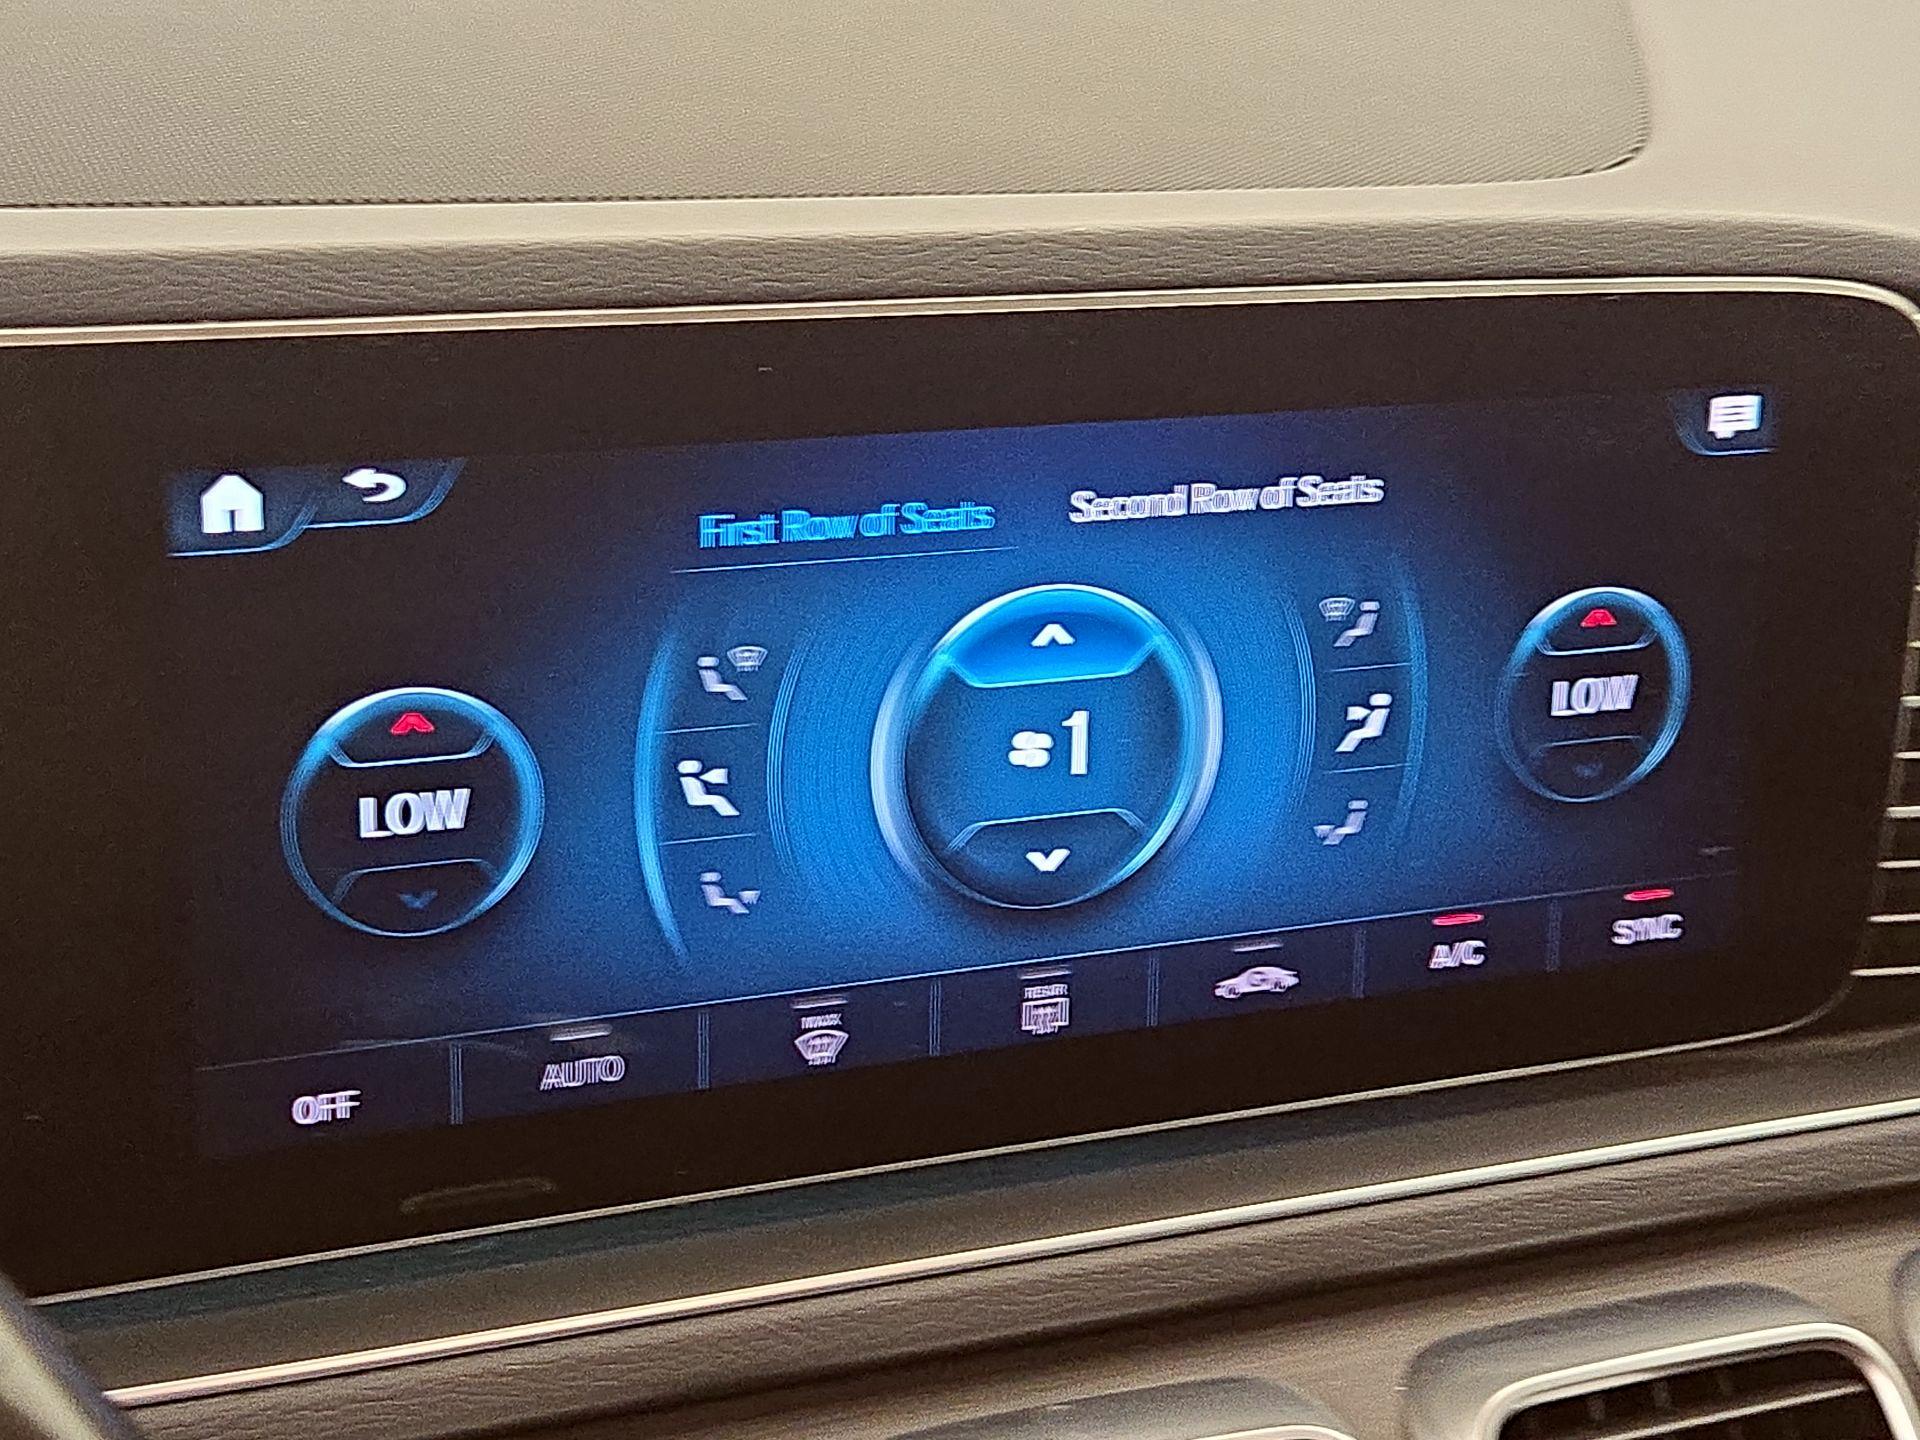 First Row of Seats
Second Row of Seats
LOW
1
LOW
OFF
AUTO
A/C
SYNC